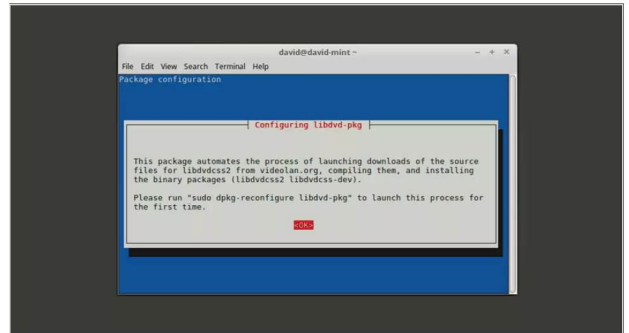 david@david-mint ~
File Edit View Search Terminal Help
Package configuration
Configuring libdvd-pkg
This package automates the process of launching downloads of the source
files for libdvdcss2 from videolan.org, compiling them, and installing
the binary packages (libdvdcss2 libdvdcss-dev).
Please run "sudo dpkg-reconfigure libdvd-pkg" to launch this process for
the first time.
<OK>